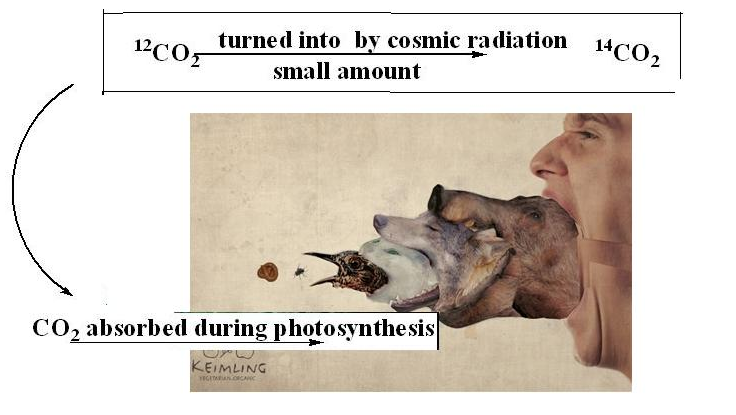 ¹²CO₂ turned into by cosmic radiation ¹⁴CO₂
small amount
CO₂ absorbed during photosynthesis
KEIMLING
VEGETARIAN.ORGANIC